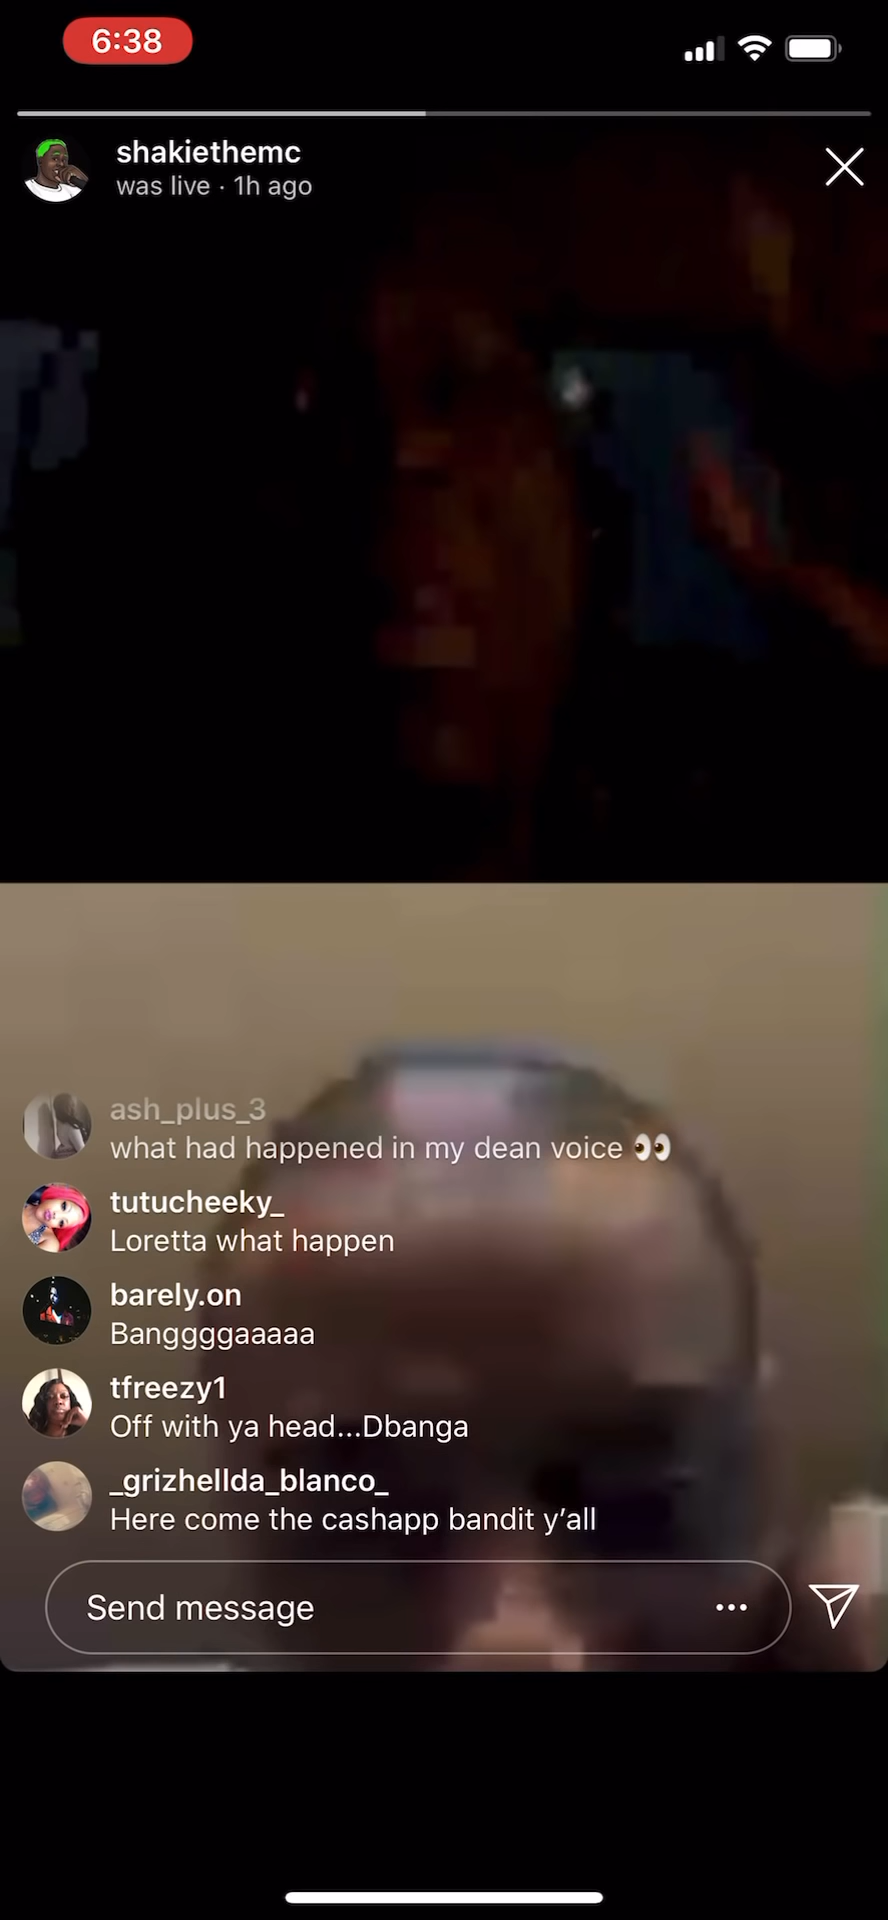 6:38
shakiethemc
was live · 1h ago
ash_plus_3
what had happened in my dean voice 👀
tutucheeky_
Loretta what happen
barely.on
Banggggaaaaa
tfreezy1
Off with ya head...Dbanga
_grizhellda_blanco_
Here come the cashapp bandit y’all
Send message